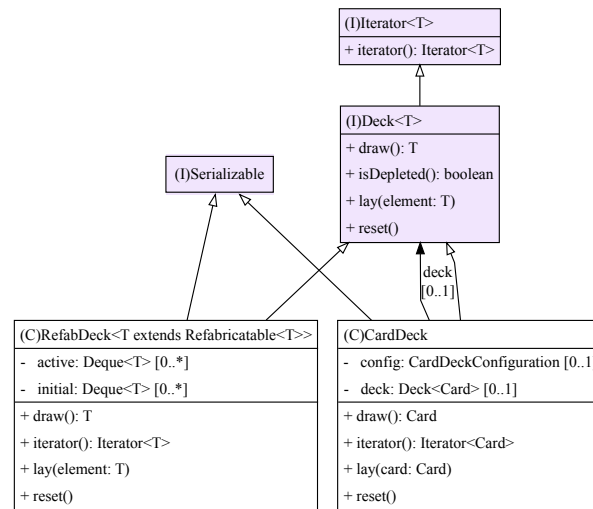 (I)Iterator<T>
+ iterator(): Iterator<T>
(I)Deck<T>
+ draw(): T
+ isDepleted(): boolean
+ lay(element: T)
+ reset()
(I)Serializable
deck
[0..1]
(C)RefabDeck<T extends Refabricatable<T>>
- active: Deque<T> [0..*]
- initial: Deque<T> [0..*]
+ draw(): T
+ iterator(): Iterator<T>
+ lay(element: T)
+ reset()
(C)CardDeck
- config: CardDeckConfiguration [0..1
- deck: Deck<Card> [0..1]
+ draw(): Card
+ iterator(): Iterator<Card>
+ lay(card: Card)
+ reset()